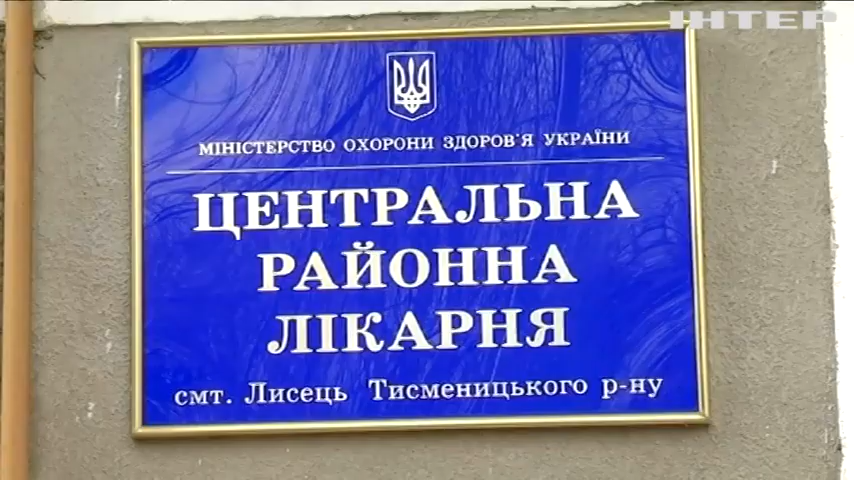 ІНТЕР
МІНІСТЕРСТВО ОХОРОНИ ЗДОРОВ'Я УКРАЇНИ
ЦЕНТРАЛЬНА
РАЙОННА
ЛІКАРНЯ
смт. Лисець Тисменицького р-ну